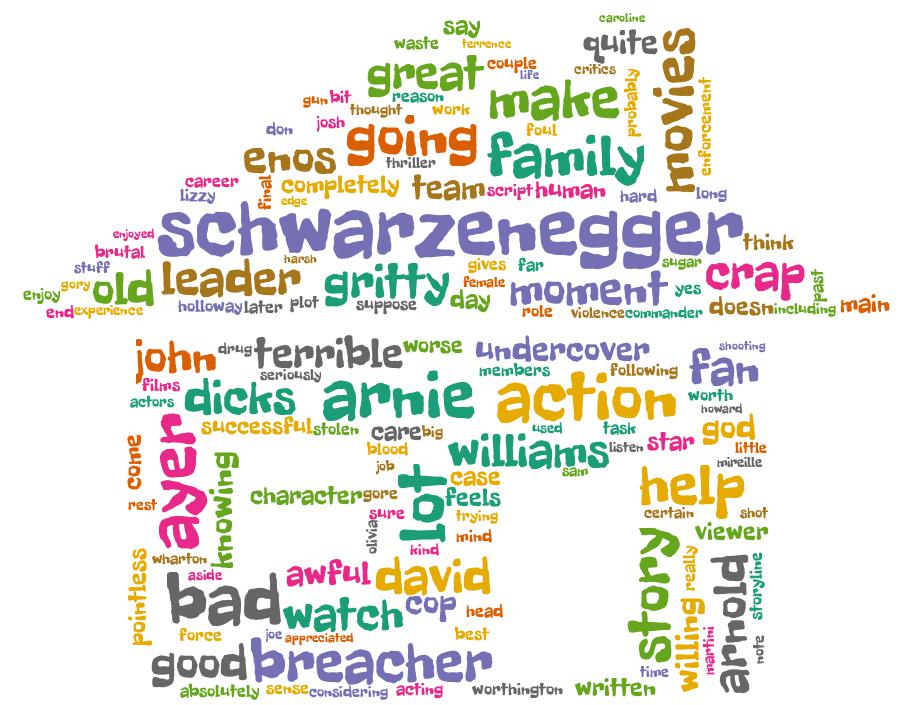 say
caroline
waste
terrence
quite
movies
great
couple
life
critics
probably
enforcement
gun
bit
reason
thought
work
make
don
josh
going
foul
family
enos
thriller
career
lizzy
final
completely
edge
team
script
human
hard
long
schwarzenegger
enjoyed
brutal
think
harsh
stuff
gory
enjoy
old
leader
gritty
gives
far
female
sugar
crap
past
end
experience
holloway
later
plot
suppose
day
moment
yes
role
violence
commander
doesn
including
main
john
drug
terrible
worse
undercover
shooting
seriously
members
following
fan
films
actors
dicks
arnie
action
worth
howard
successful
stolen
care
big
used
task
god
come
ayer
knowing
blood
williams
listen
star
little
job
lot
case
sam
mireille
rest
character
gore
feels
help
sure
trying
certain
shot
olivia
mind
kind
viewer
pointless
wharton
aside
awful
david
story
really
arnold
storyline
bad
watch
cop
head
force
joe
appreciated
best
willing
martini
note
good
breacher
time
absolutely
sense
considering
acting
worthington
written